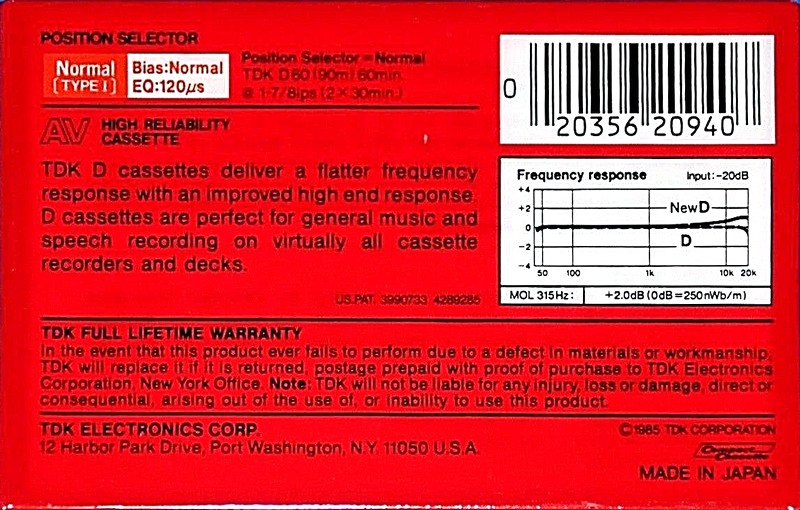 POSITION SELECTOR
Normal
[TYPE I]
Bias:Normal
EQ:120µs
Position Selector=Normal
TDK D60 (90m) 60min.
@ 1-7/8ips (2×30min.)
AV HIGH RELIABILITY
CASSETTE
TDK D cassettes deliver a flatter frequency
response with an improved high end response.
D cassettes are perfect for general music and
speech recording on virtually all cassette
recorders and decks.
US.PAT. 3990733 4289285
0 20356 20940
Frequency response Input:-20dB
+4
+2
0
-2
-4
New D
D
50 100 1k 10k 20k
MOL 315Hz: +2.0dB (0dB=250nWb/m)
TDK FULL LIFETIME WARRANTY
In the event that this product ever fails to perform due to a defect in materials or workmanship,
TDK will replace it if it is returned, postage prepaid with proof of purchase to TDK Electronics
Corporation, New York Office. Note: TDK will not be liable for any injury, loss or damage, direct or
consequential, arising out of the use of, or inability to use this product.
TDK ELECTRONICS CORP.
12 Harbor Park Drive, Port Washington, N.Y. 11050 U.S.A.
©1985 TDK CORPORATION
Compact
Cassette
MADE IN JAPAN